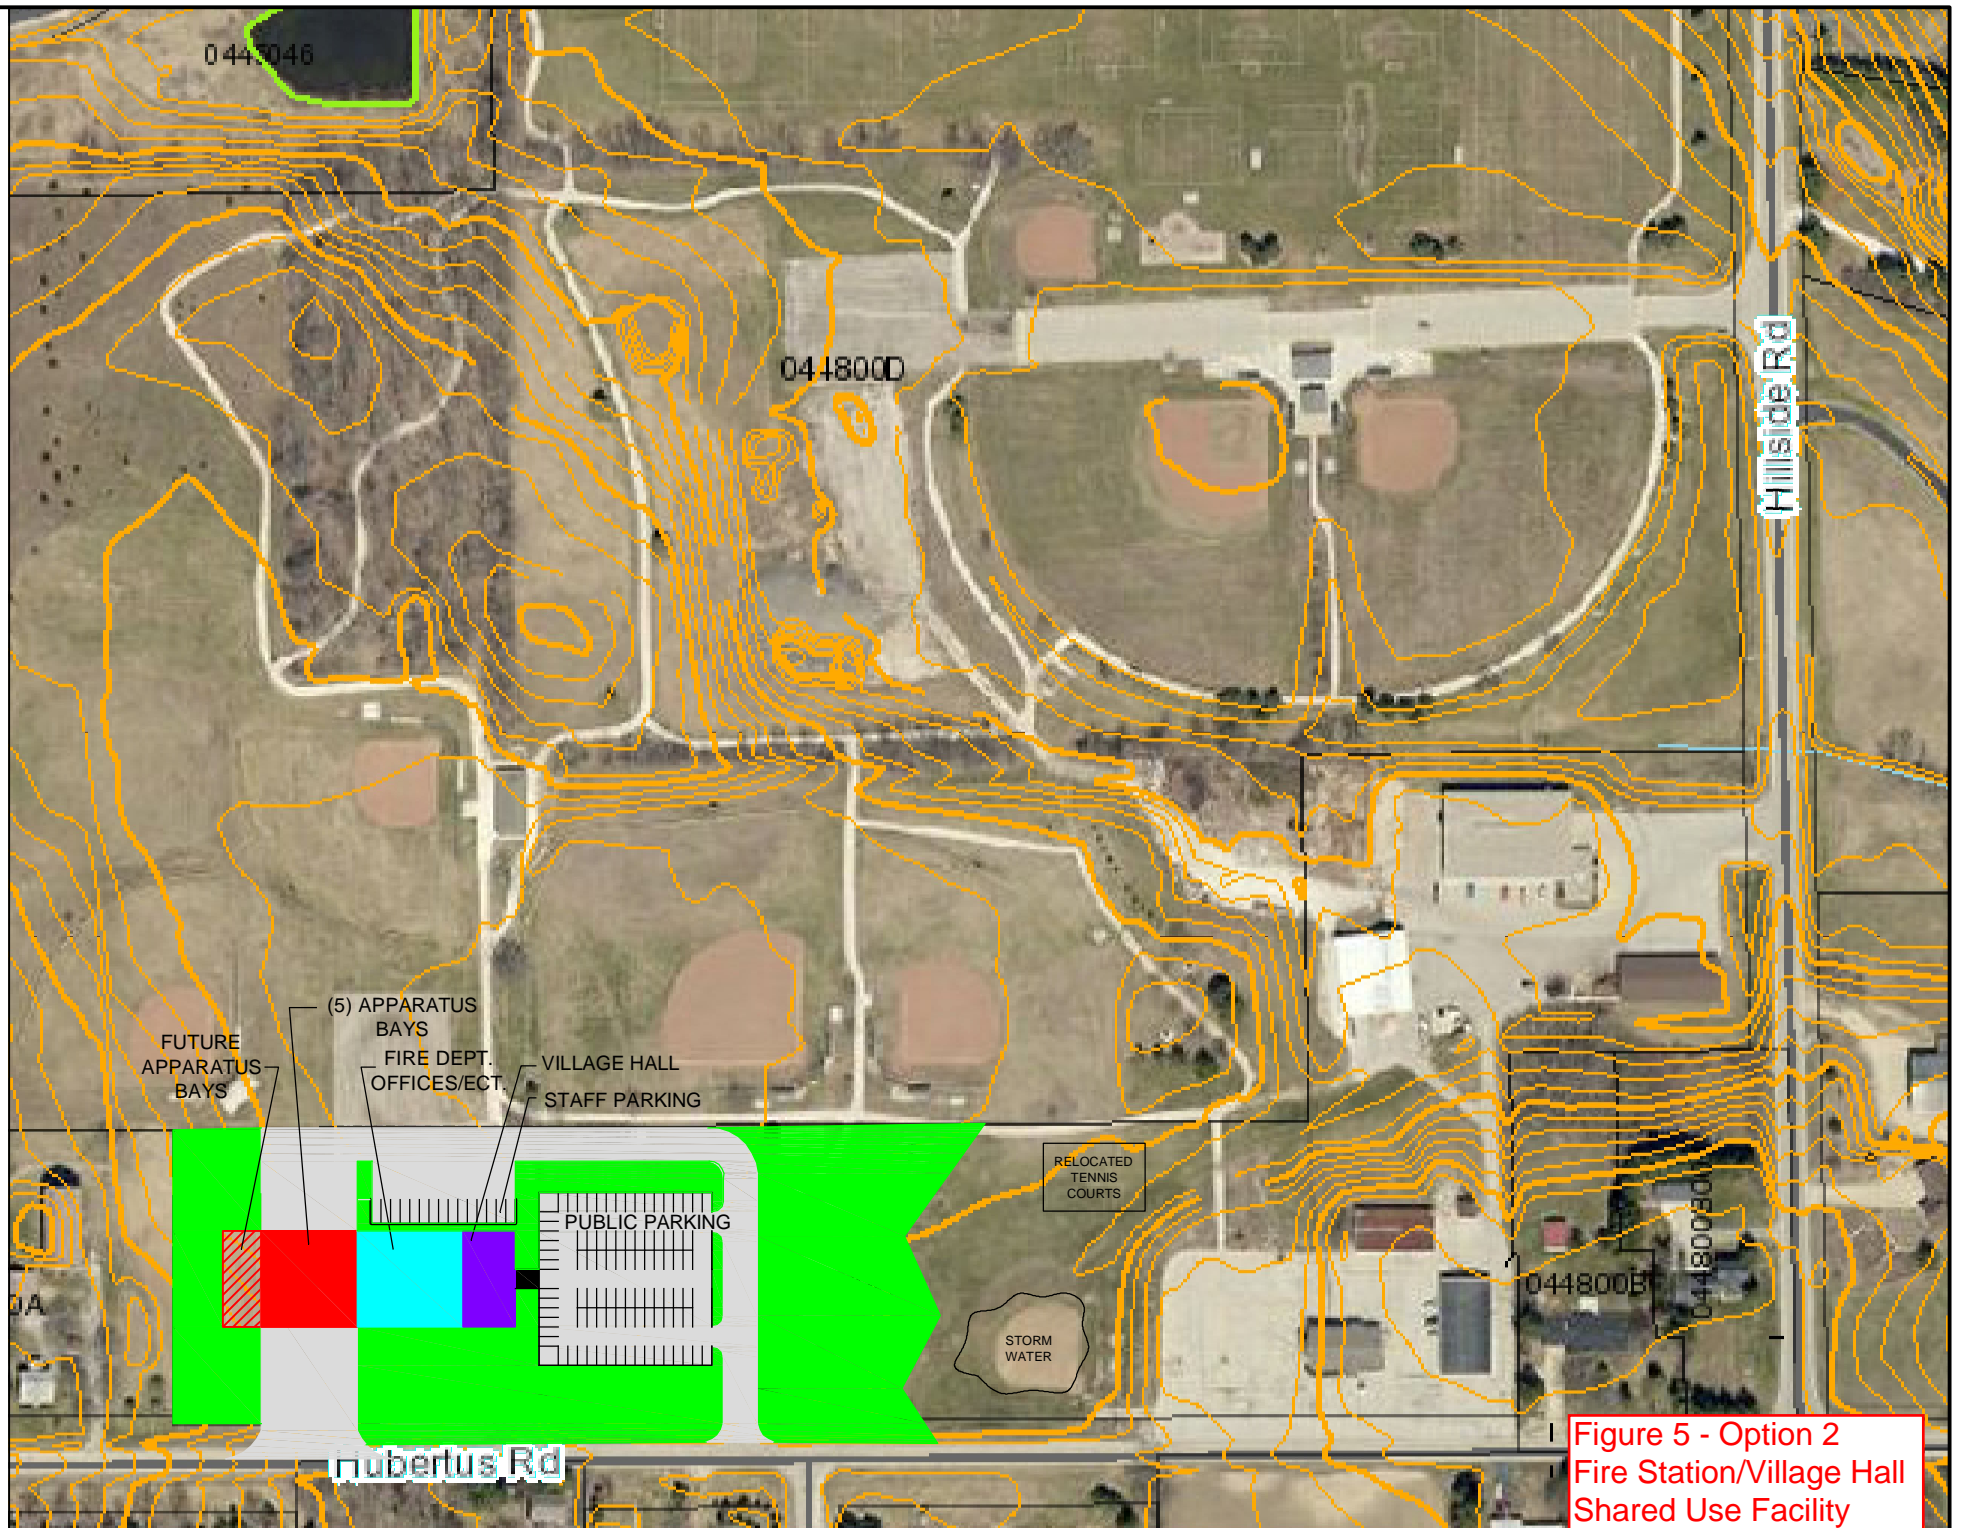 0445046
044800D
Hillside Rd
(5) APPARATUS
BAYS
FUTURE
APPARATUS
BAYS
FIRE DEPT.
OFFICES/ECT.
VILLAGE HALL
STAFF PARKING
RELOCATED
TENNIS
COURTS
PUBLIC PARKING
STORM
WATER
044800B
Hubertus Rd
Figure 5 - Option 2
Fire Station/Village Hall
Shared Use Facility